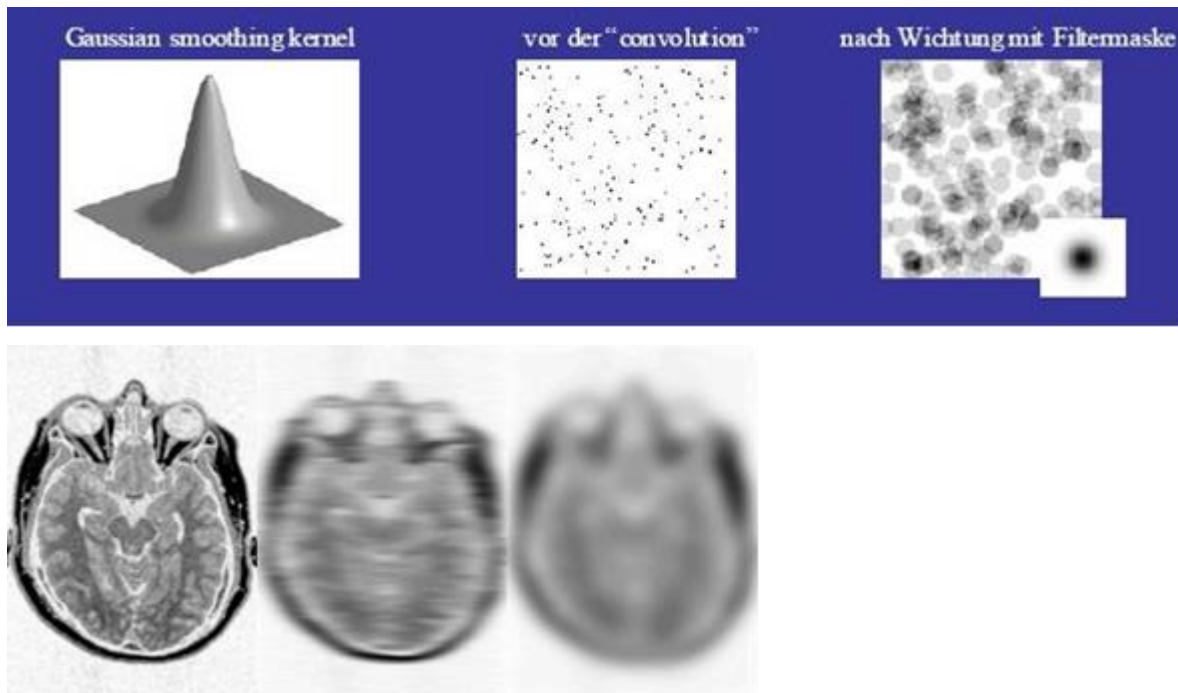 Gaussian smoothing kernel
vor der “convolution”
nach Wichtung mit Filtermaske